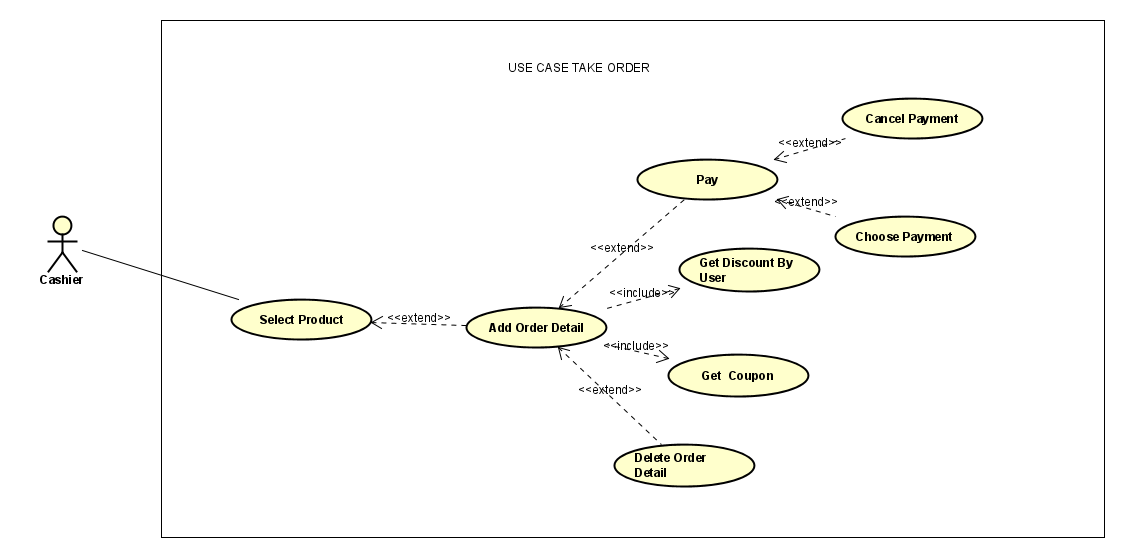 USE CASE TAKE ORDER
Cancel Payment
<<extend>>
Pay
<<extend>>
Choose Payment
<<extend>>
Get Discount By
User
<<include>>
Cashier
Select Product
<<extend>>
Add Order Detail
<<include>>
Get  Coupon
<<extend>>
Delete Order
Detail